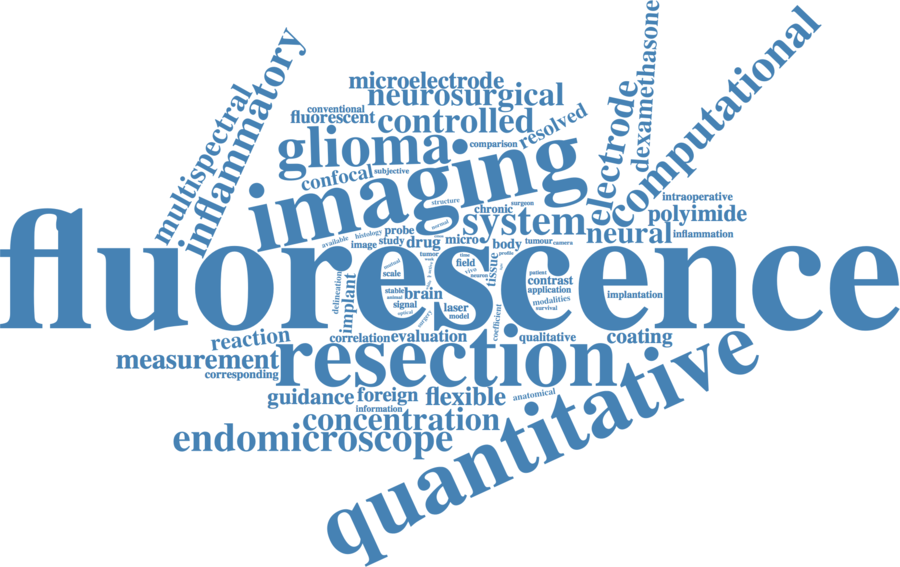 microelectrode
neurosurgical
conventional
fluorescent
controlled
resolved
glioma
comparison
confocal
subjective
imaging
multispectral
inflammatory
electrode
dexamethasone
computational
structure
chronic
surgeon
system
intraoperative
polyimide
neural
inflammation
available
histology
probe
normal
image
study
drug
micro
body
tumour
camera
profile
fluorescence
tumor
work
time
field
vivo
neuron
tissue
mutual
scale
patient
contrast
application
modalities
survival
implantation
delineation
implant
stable
animal
brain
signal
optical
surgery
laser
model
coefficient
reaction
correlation
evaluation
qualitative
coating
measurement
corresponding
resection
guidance
foreign
flexible
anatomical
information
concentration
endomicroscope
quantitative